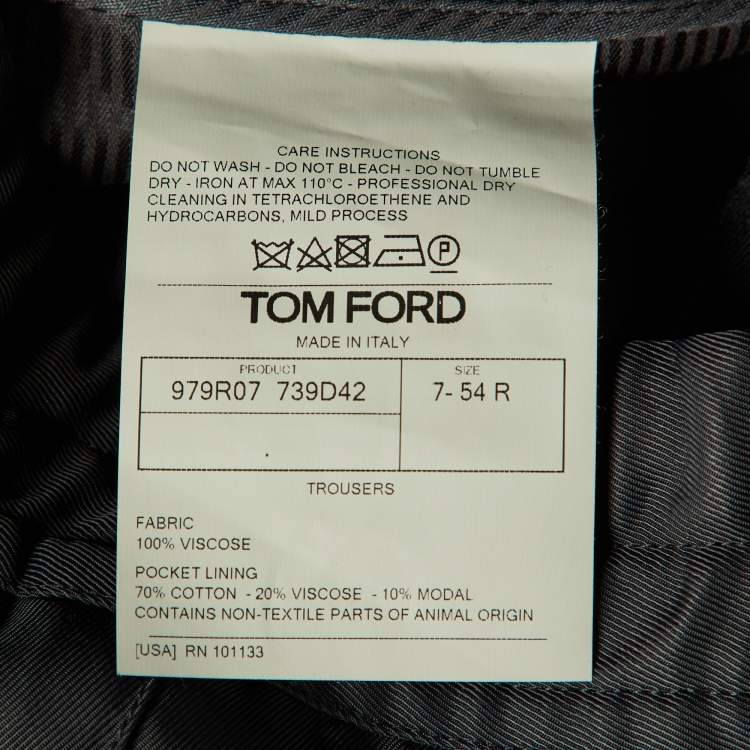 CARE INSTRUCTIONS
DO NOT WASH - DO NOT BLEACH - DO NOT TUMBLE
DRY - IRON AT MAX 110°C - PROFESSIONAL DRY
CLEANING IN TETRACHLOROETHENE AND
HYDROCARBONS, MILD PROCESS
P
TOM FORD
MADE IN ITALY
PRODUCT SIZE
979R07 739D42 7- 54 R
TROUSERS
FABRIC
100% VISCOSE
POCKET LINING
70% COTTON - 20% VISCOSE - 10% MODAL
CONTAINS NON-TEXTILE PARTS OF ANIMAL ORIGIN
[USA] RN 101133